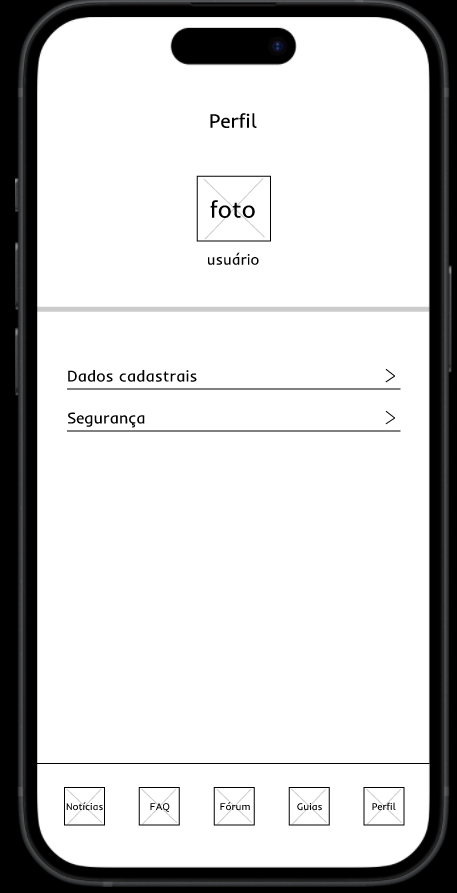 Perfil
foto
usuário
Dados cadastrais
Segurança
Notícias FAQ Fórum Guias Perfil